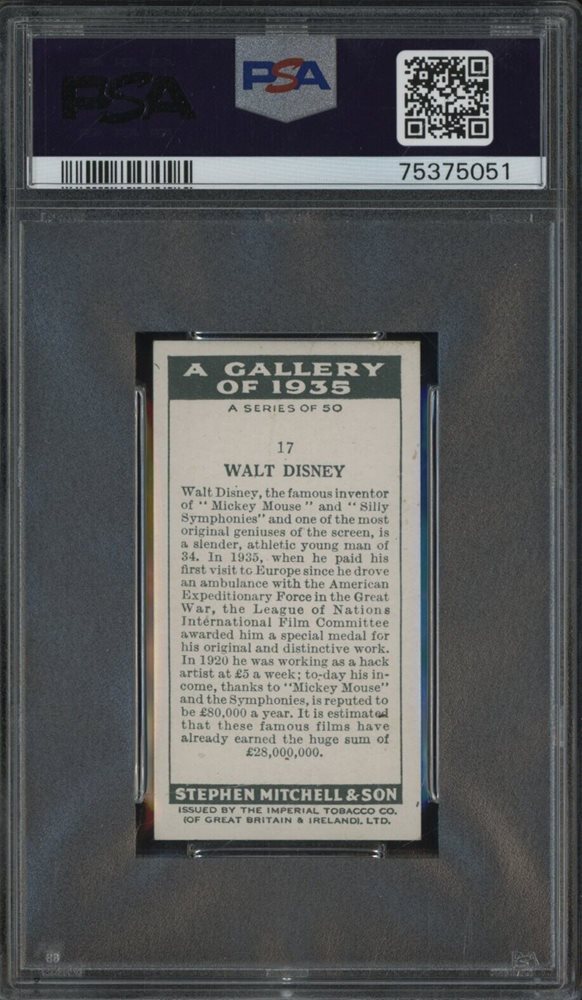 PSA
PSA
75375051
A GALLERY
OF 1935
A SERIES OF 50
17
WALT DISNEY
Walt Disney, the famous inventor
of "Mickey Mouse" and "Silly
Symphonies" and one of the most
original geniuses of the screen, is
a slender, athletic young man of
34. In 1935, when he paid his
first visit to Europe since he drove
an ambulance with the American
Expeditionary Force in the Great
War, the League of Nations
International Film Committee
awarded him a special medal for
his original and distinctive work.
In 1920 he was working as a hack
artist at £5 a week; to-day his in-
come, thanks to "Mickey Mouse"
and the Symphonies, is reputed to
be £80,000 a year. It is estimated
that these famous films have
already earned the huge sum of
£28,000,000.
STEPHEN MITCHELL & SON
ISSUED BY THE IMPERIAL TOBACCO CO.
(OF GREAT BRITAIN & IRELAND), LTD.
PSA